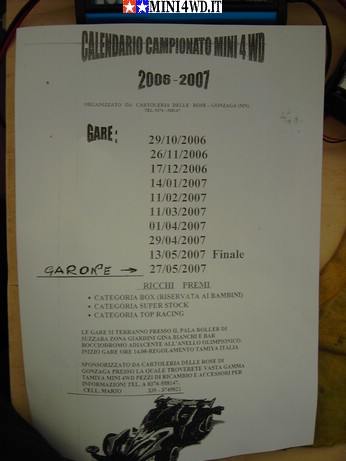 MINI4WD.IT
CALENDARIO CAMPIONATO MINI 4 WD
2006-2007
ORGANIZZATO DA CARTOLERIA DELLE ROSE - GONZAGA (MN)
GARE:
29/10/2006
26/11/2006
17/12/2006
14/01/2007
11/02/2007
11/03/2007
01/04/2007
29/04/2007
13/05/2007 Finale
GARONE → 27/05/2007
RICCHI PREMI
• CATEGORIA BOX (RISERVATA AI BAMBINI)
• CATEGORIA SUPER STOCK
• CATEGORIA TOP RACING
LE GARE SI TERRANNO PRESSO IL PALA ROLLER DI
SUZZARA ZONA GIARDINI GINA BIANCHI E BAR
BOCCIODROMO ADIACENTE ALL'ANELLO OLIMPIONICO.
INIZIO GARE ORE 14.00-REGOLAMENTO TAMIYA ITALIA
SPONSORIZZATO DA CARTOLERIA DELLE ROSE DI
GONZAGA PRESSO LA QUALE TROVERETE VASTA GAMMA
TAMIYA MINI 4WD PEZZI DI RICAMBIO E ACCESSORI PER
INFORMAZIONI TEL. A 0376-588147.
CELL. MARIO